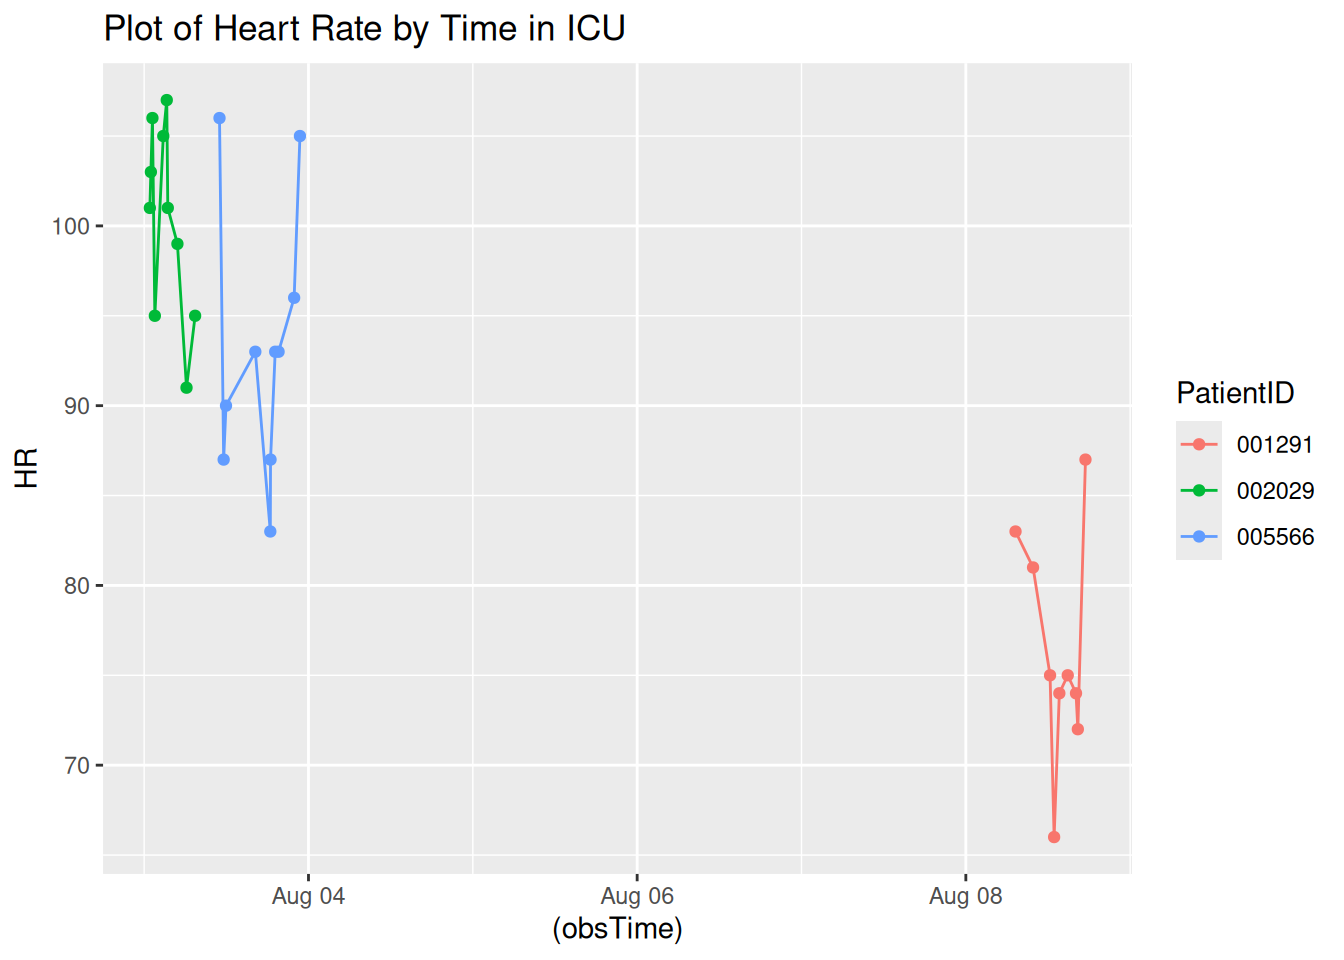 Plot of Heart Rate by Time in ICU
HR
100
90
80
70
Aug 04
Aug 06
Aug 08
(obsTime)
PatientID
001291
002029
005566